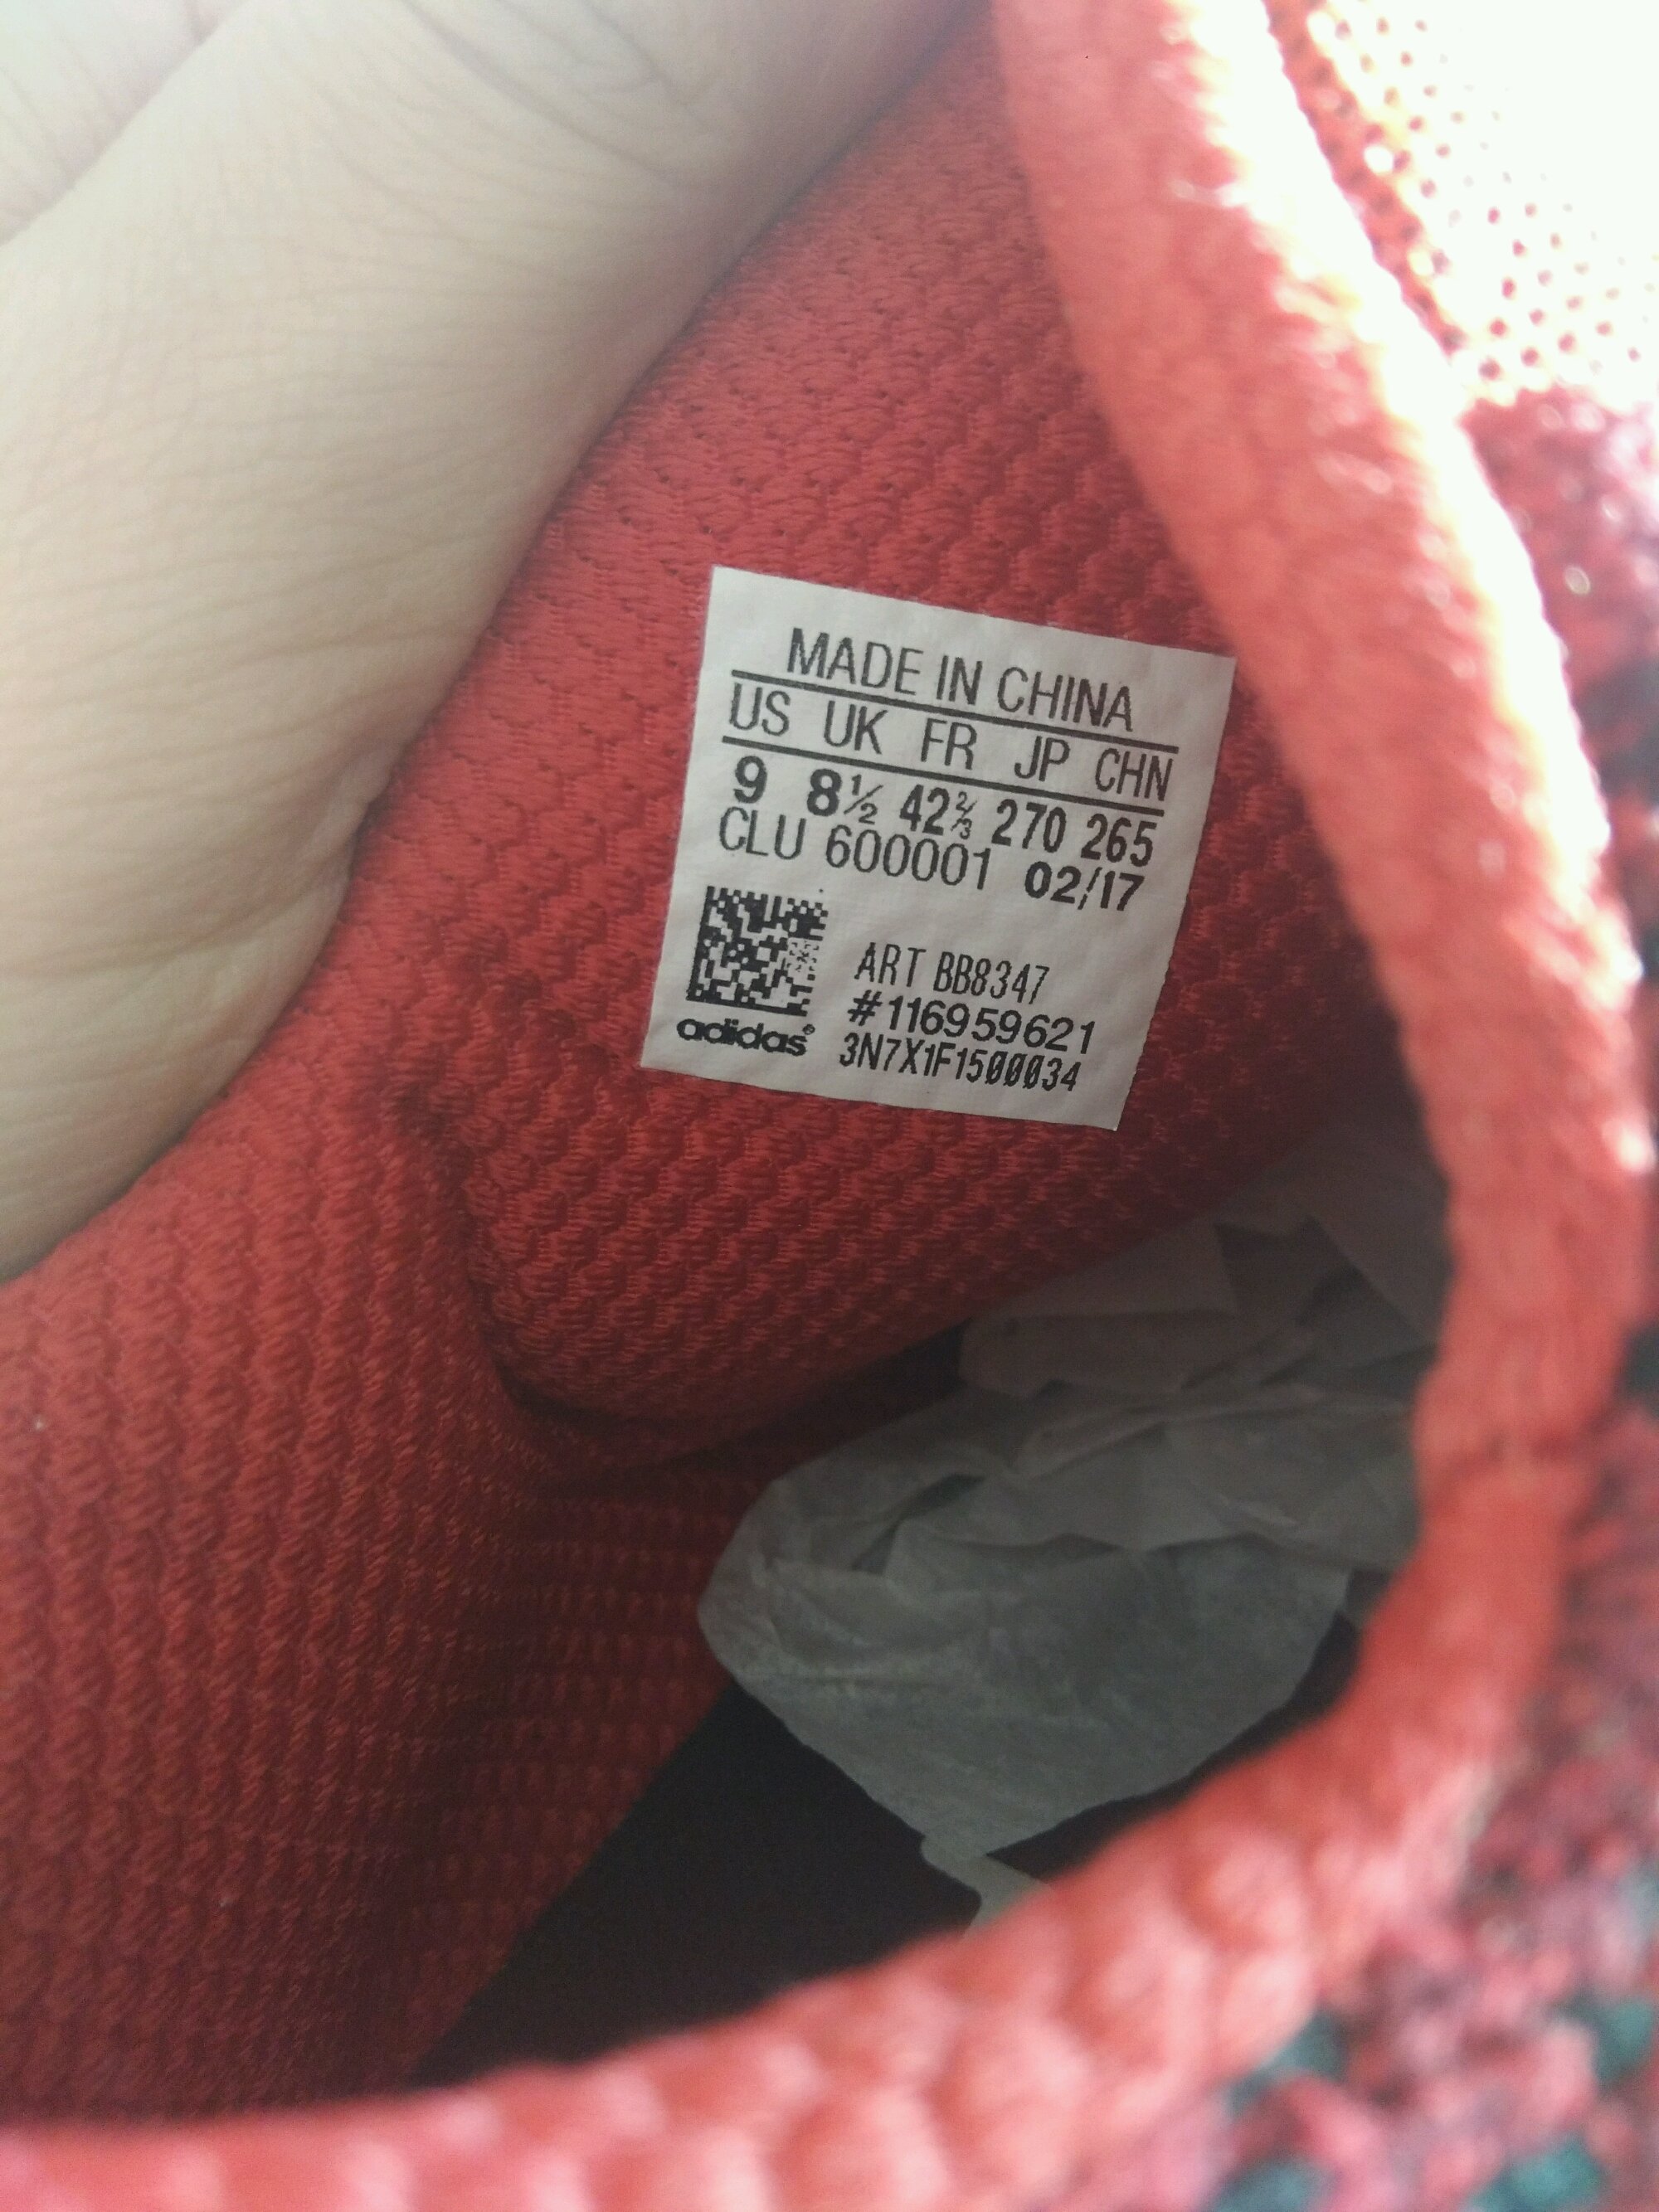 MADE IN CHINA
US UK FR JP CHN
9 8½ 42⅔ 270 265
CLU 600001 02/17
ART BB8347
#116959621
adidas® 3N7X1F1500034